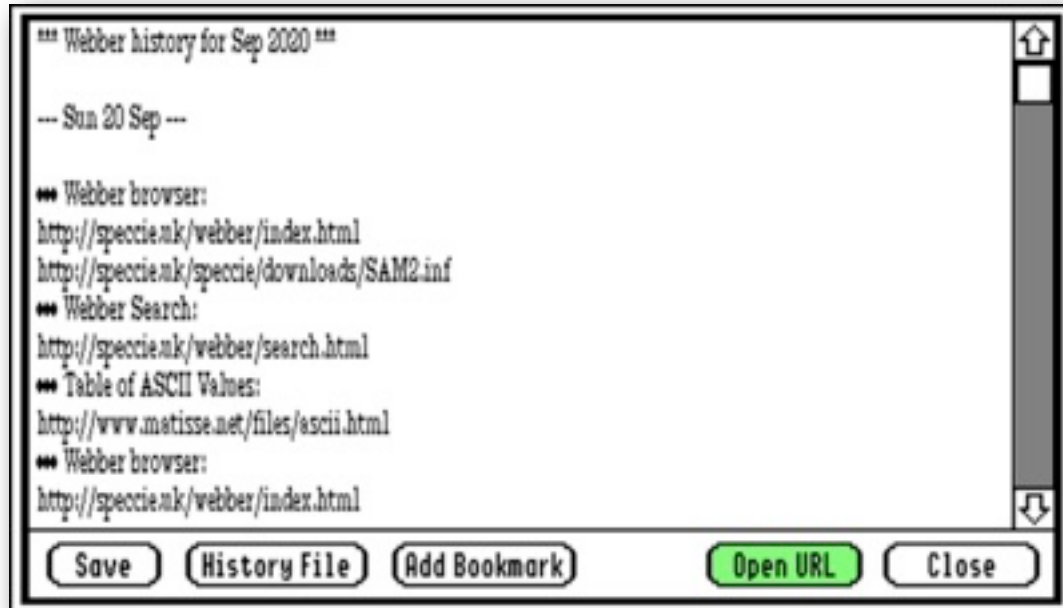 *** Webber history for Sep 2020 ***
--- Sun 20 Sep ---
••• Webber browser:
http://speccie.uk/webber/index.html
http://speccie.uk/speccie/downloads/SAM2.inf
••• Webber Search:
http://speccie.uk/webber/search.html
••• Table of ASCII Values:
http://www.matisse.net/files/ascii.html
••• Webber browser:
http://speccie.uk/webber/index.html
Save History File Add Bookmark Open URL Close